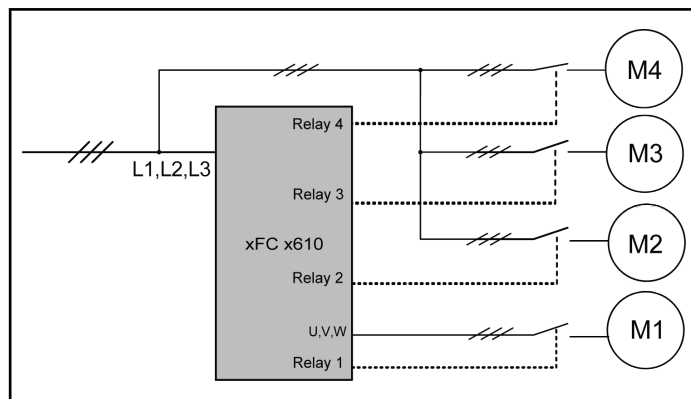 M4
Relay 4
M3
L1,L2,L3
Relay 3
xFC x610
M2
Relay 2
U,V,W
M1
Relay 1